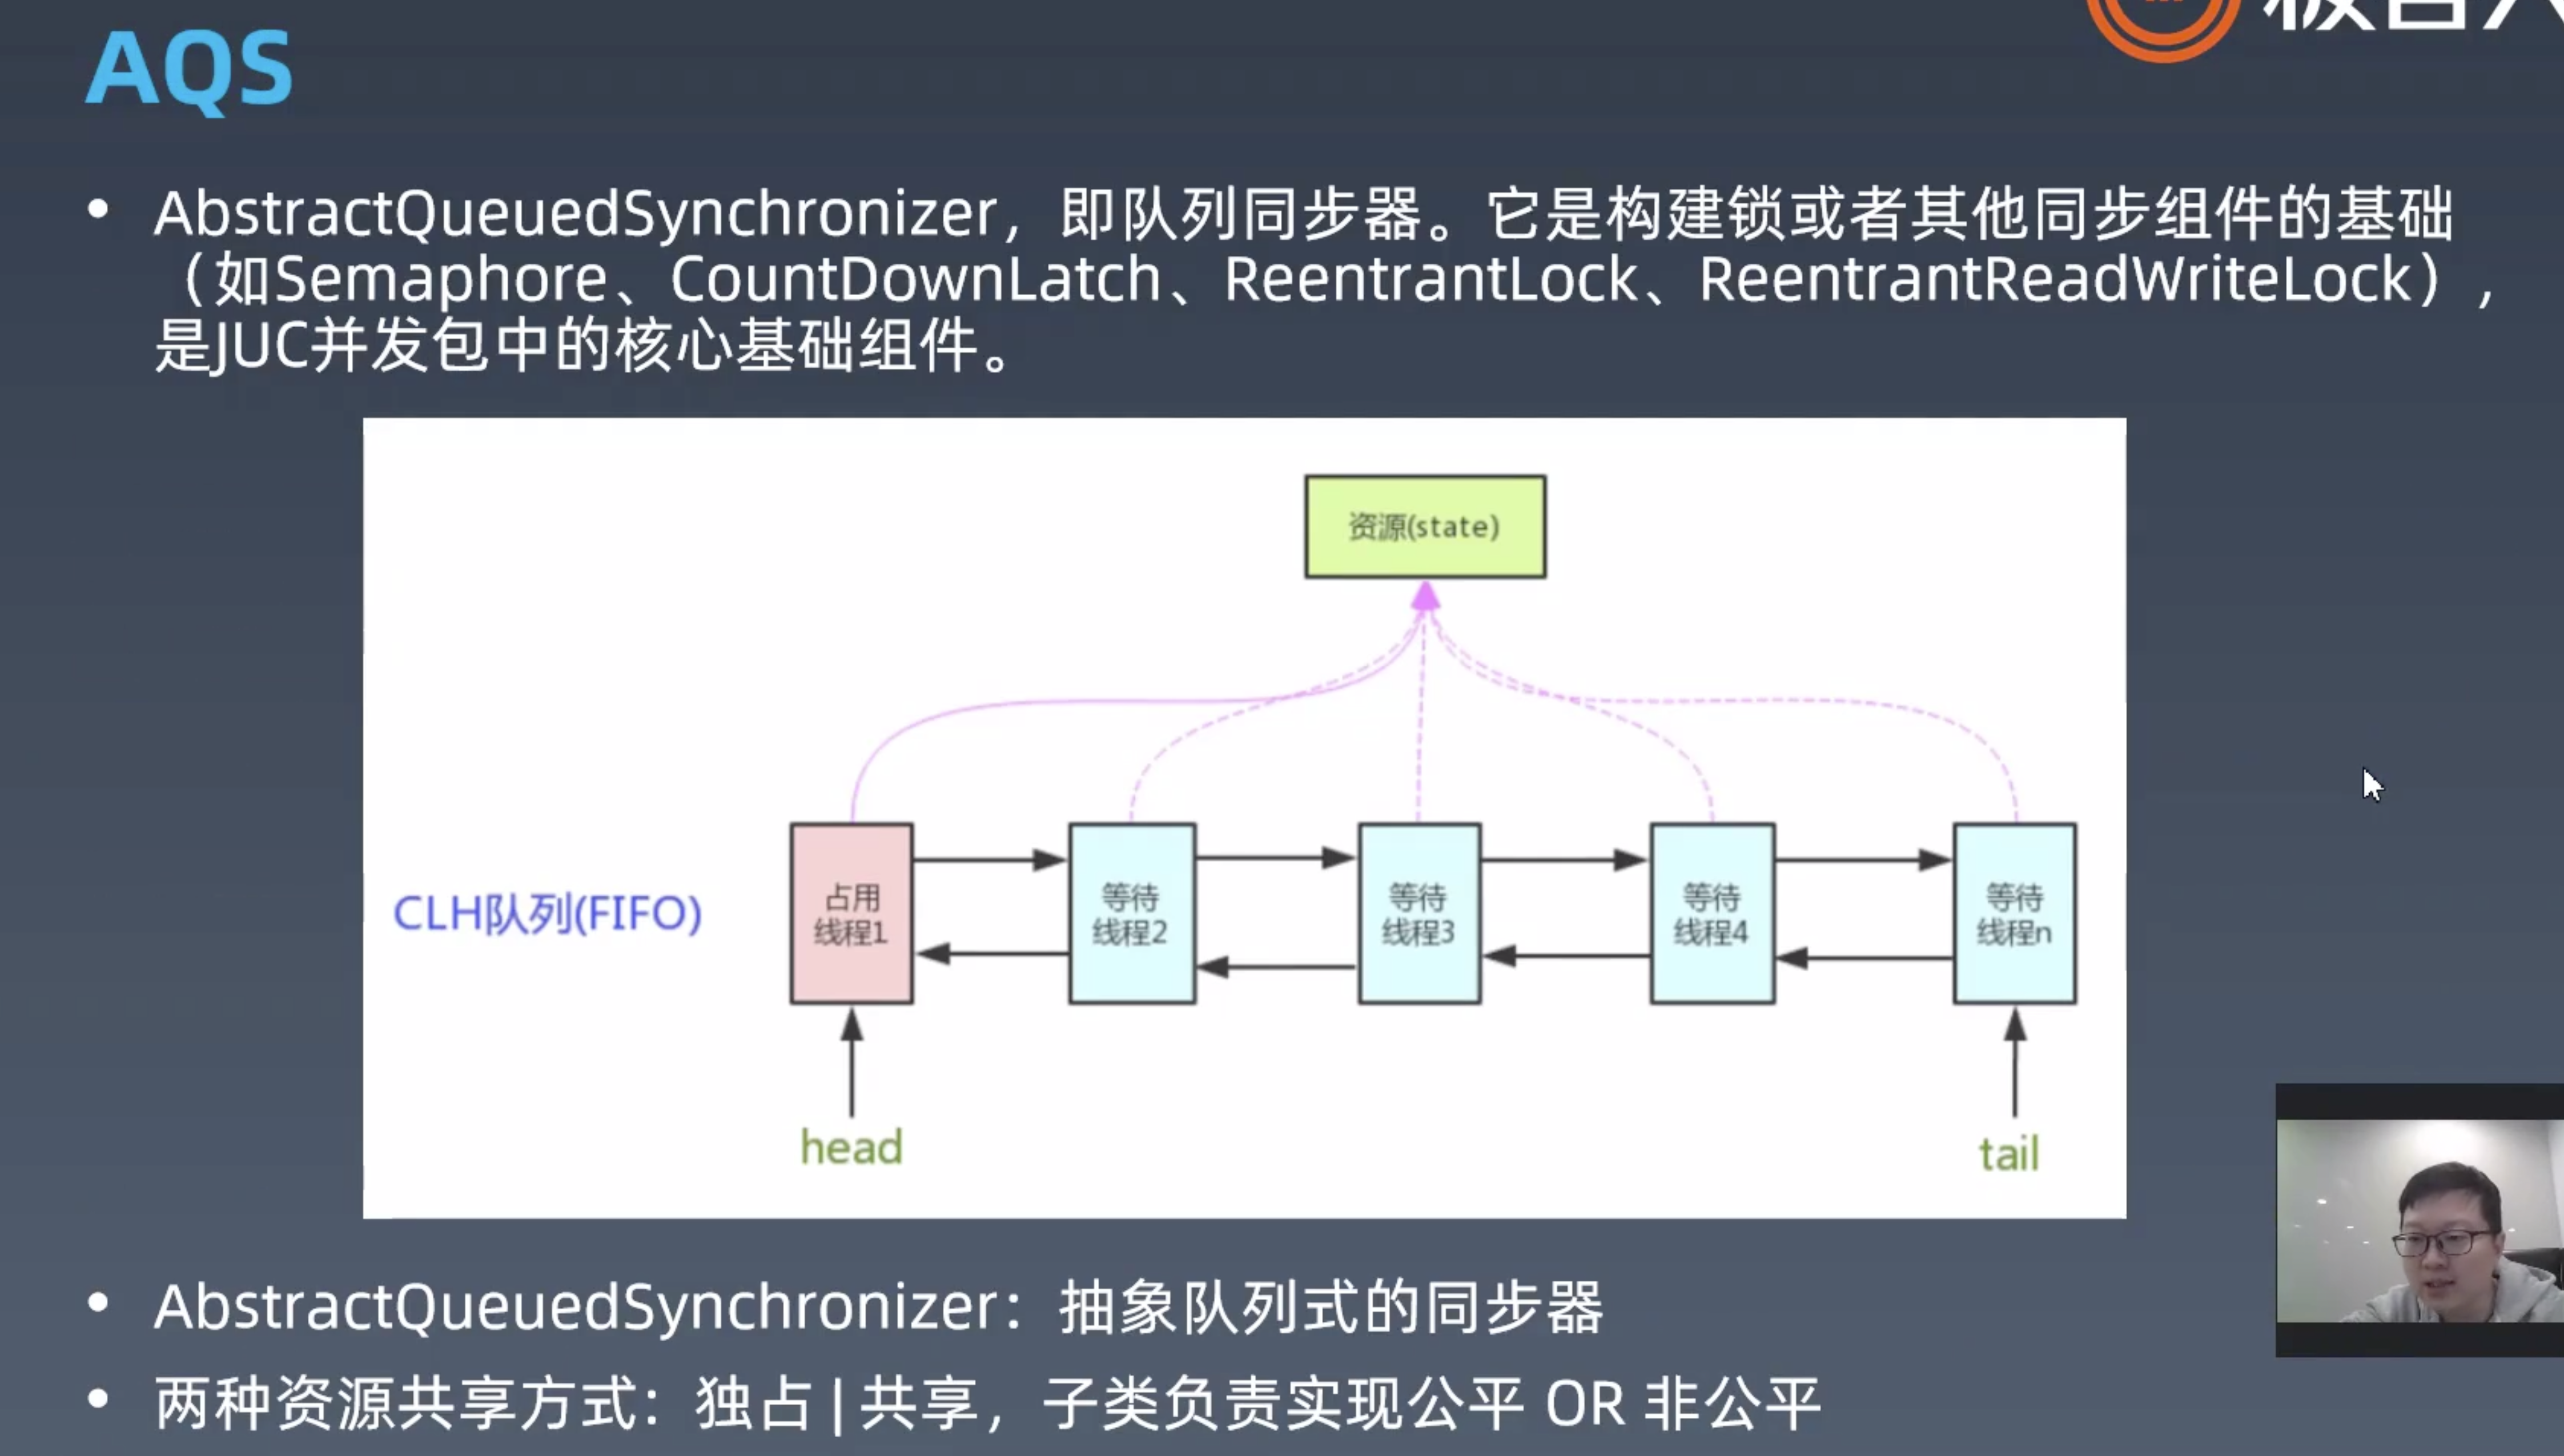 AQS
• AbstractQueuedSynchronizer，即队列同步器。它是构建锁或者其他同步组件的基础
（如Semaphore、CountDownLatch、ReentrantLock、ReentrantReadWriteLock），
是JUC并发包中的核心基础组件。
资源(state)
CLH队列(FIFO)
占用
线程1
等待
线程2
等待
线程3
等待
线程4
等待
线程n
head
tail
• AbstractQueuedSynchronizer：抽象队列式的同步器
• 两种资源共享方式：独占 | 共享，子类负责实现公平 OR 非公平